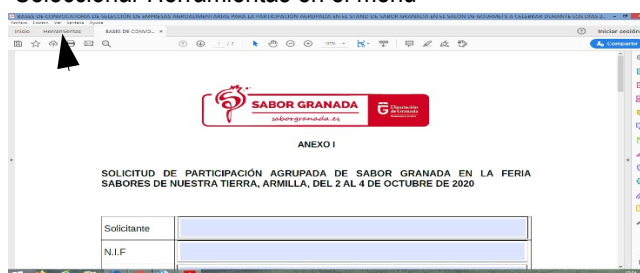 Seleccionar Herramientas en el menú
BASES DE CONVOCATORIA DE SELECCIÓN DE EMPRESAS AGROALIMENTARIAS PARA LA PARTICIPACIÓN AGRUPADA EN EL STAND DE SABOR GRANADA EN EL SALÓN DE GOURMETS A CELEBRAR DURANTE LOS DÍAS 2...
Archivo Edición Ver Ventana Ayuda
Inicio Herramientas BASES DE CONVO... × Iniciar sesión
Compartir
SABOR GRANADA
saborgranada.es
Diputación
de Granada
ANEXO I
SOLICITUD DE PARTICIPACIÓN AGRUPADA DE SABOR GRANADA EN LA FERIA
SABORES DE NUESTRA TIERRA, ARMILLA, DEL 2 AL 4 DE OCTUBRE DE 2020
Solicitante
N.I.F